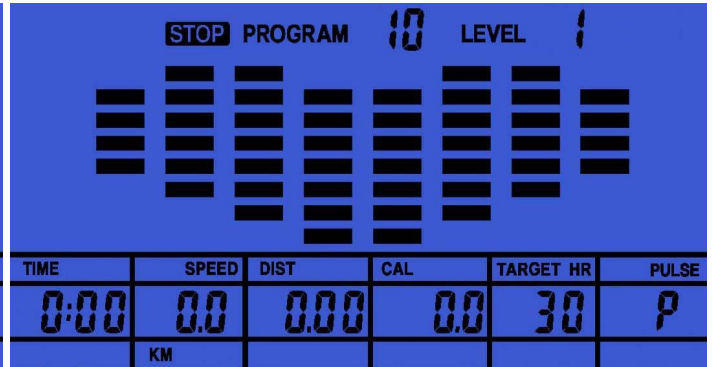 STOP PROGRAM 10 LEVEL 1
TIME SPEED DIST CAL TARGET HR PULSE
0:00 0.0 0.00 0.0 30 P
KM